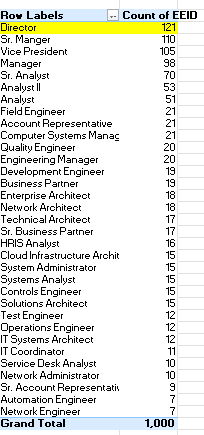 Row Labels Count of EEID
Director 121
Sr. Manger 110
Vice President 105
Manager 98
Sr. Analyst 70
Analyst II 53
Analyst 51
Field Engineer 21
Account Representative 21
Computer Systems Manag 21
Quality Engineer 20
Engineering Manager 20
Development Engineer 19
Business Partner 19
Enterprise Architect 18
Network Architect 18
Technical Architect 17
Sr. Business Partner 17
HRIS Analyst 16
Cloud Infrastructure Archit 15
System Administrator 15
Systems Analyst 15
Controls Engineer 15
Solutions Architect 15
Test Engineer 12
Operations Engineer 12
IT Systems Architect 12
IT Coordinator 11
Service Desk Analyst 10
Network Administrator 10
Sr. Account Representativ 9
Automation Engineer 7
Network Engineer 7
Grand Total 1,000